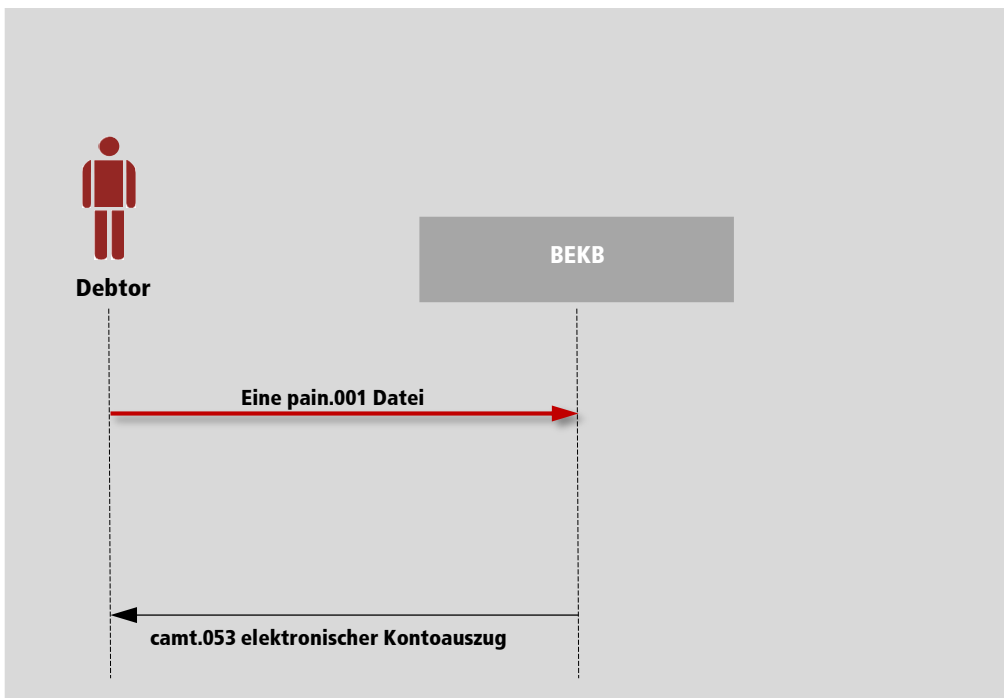 BEKB
Debtor
Eine pain.001 Datei
camt.053 elektronischer Kontoauszug